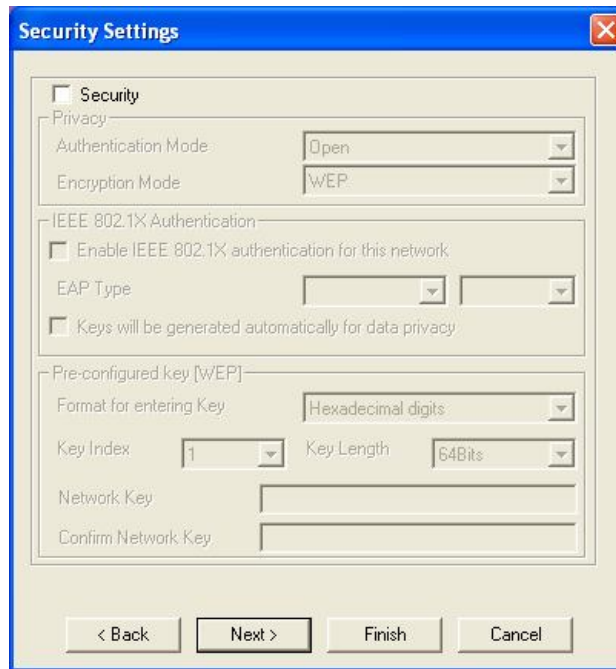 Security Settings
Security
Privacy
Authentication Mode Open
Encryption Mode WEP
IEEE 802.1X Authentication
Enable IEEE 802.1X authentication for this network
EAP Type
Keys will be generated automatically for data privacy
Pre-configured key [WEP]
Format for entering Key Hexadecimal digits
Key Index 1 Key Length 64Bits
Network Key
Confirm Network Key
< Back Next > Finish Cancel